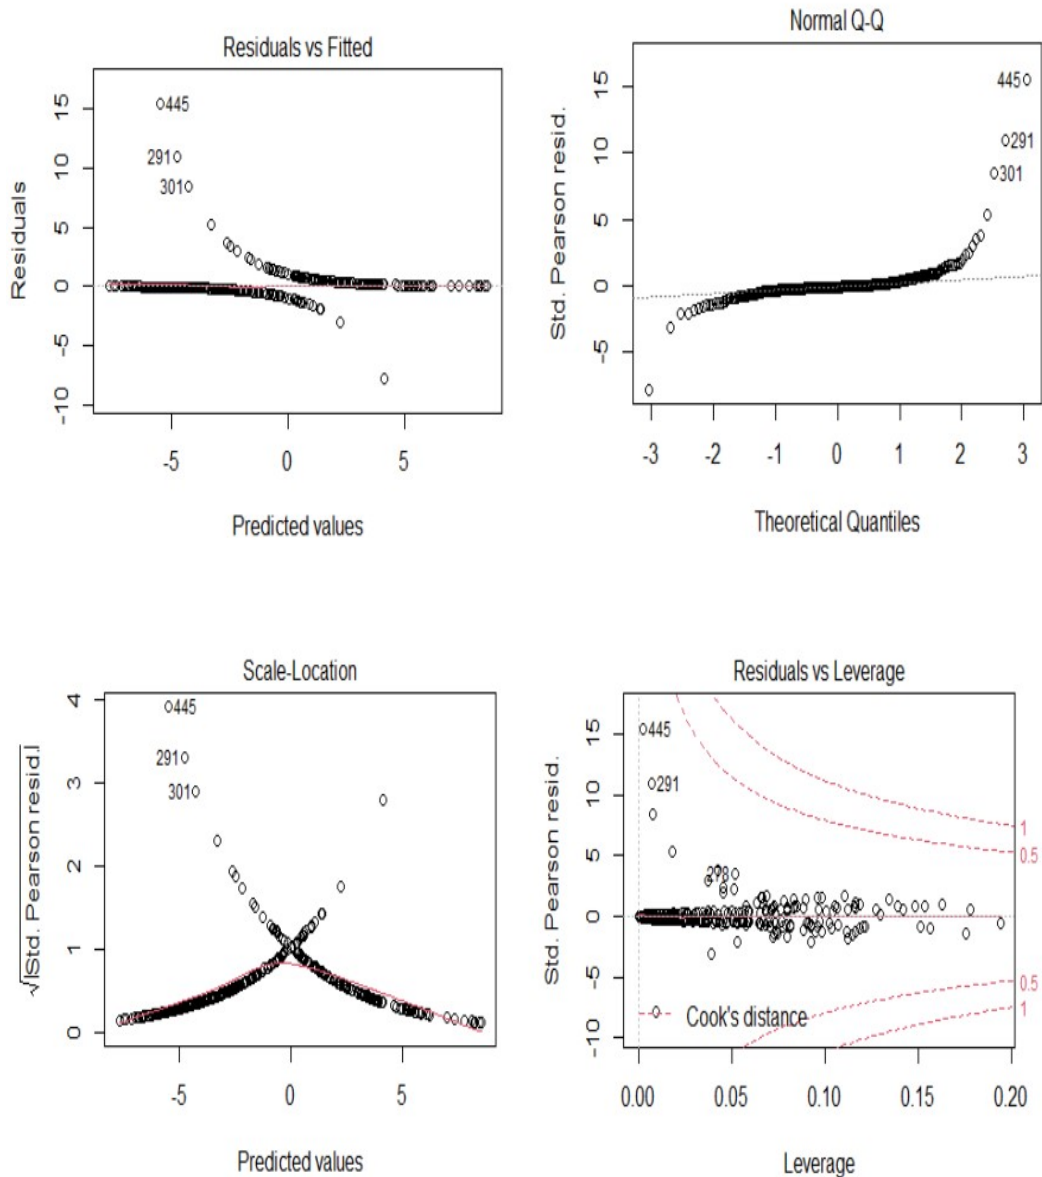 Residuals vs Fitted
Residuals
15
10
5
0
-5
-10
445
291
301
-5 0 5
Predicted values
Normal Q-Q
Std. Pearson resid.
15
10
5
0
-5
445
291
301
-3 -2 -1 0 1 2 3
Theoretical Quantiles
Scale-Location
√|Std. Pearson resid.|
4
3
2
1
0
445
291
301
-5 0 5
Predicted values
Residuals vs Leverage
Std. Pearson resid.
15
10
5
0
-5
-10
445
291
278
1
0.5
0.5
1
Cook's distance
0.00 0.05 0.10 0.15 0.20
Leverage